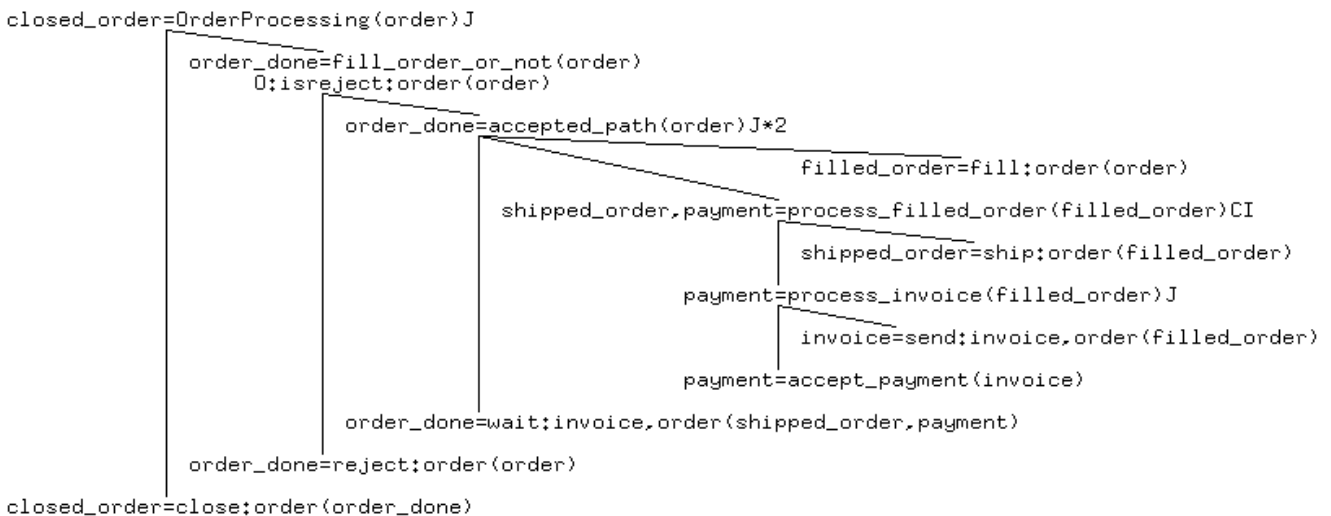 closed_order=OrderProcessing(order)J
order_done=fill_order_or_not(order)
O:isreject:order(order)
order_done=accepted_path(order)J*2
filled_order=fill:order(order)
shipped_order,payment=process_filled_order(filled_order)CI
shipped_order=ship:order(filled_order)
payment=process_invoice(filled_order)J
invoice=send:invoice,order(filled_order)
payment=accept_payment(invoice)
order_done=wait:invoice,order(shipped_order,payment)
order_done=reject:order(order)
closed_order=close:order(order_done)